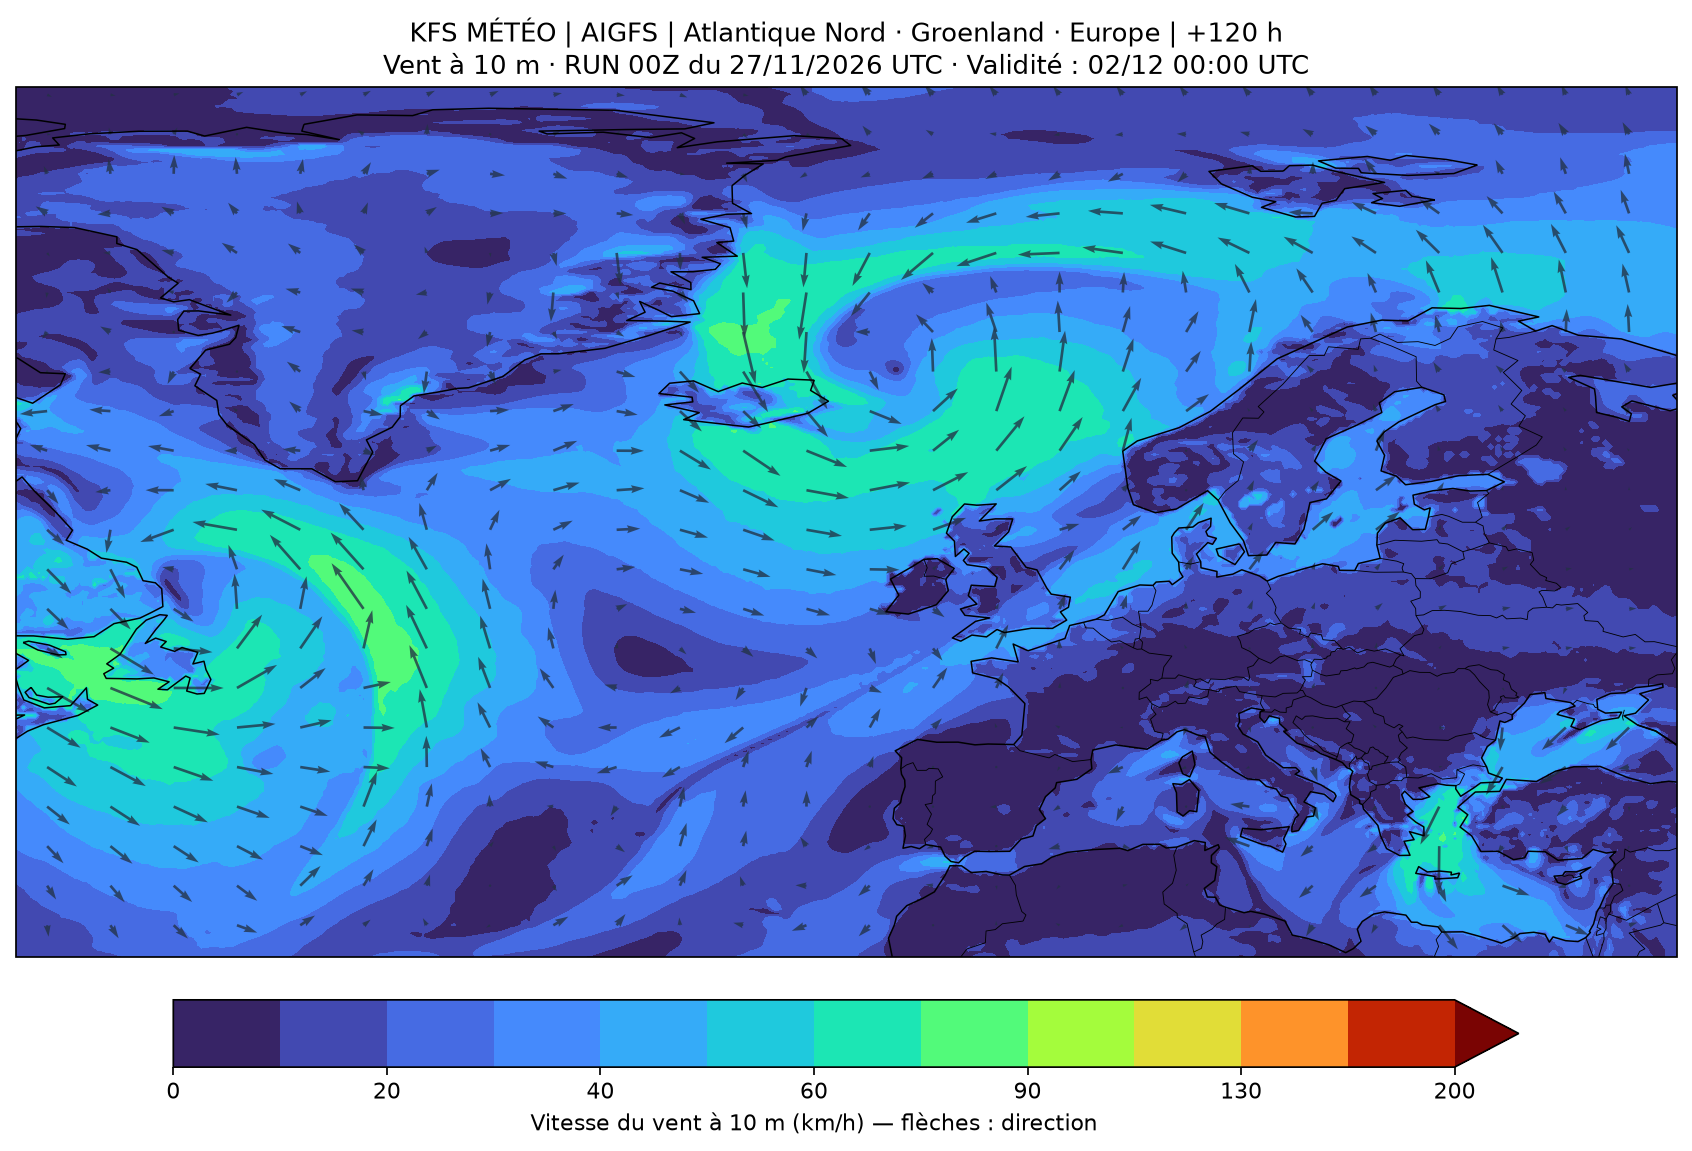 KFS MÉTÉO | AIGFS | Atlantique Nord · Groenland · Europe | +120 h
Vent à 10 m · RUN 00Z du 27/11/2026 UTC · Validité : 02/12 00:00 UTC
0 20 40 60 90 130 200
Vitesse du vent à 10 m (km/h) — flèches : direction